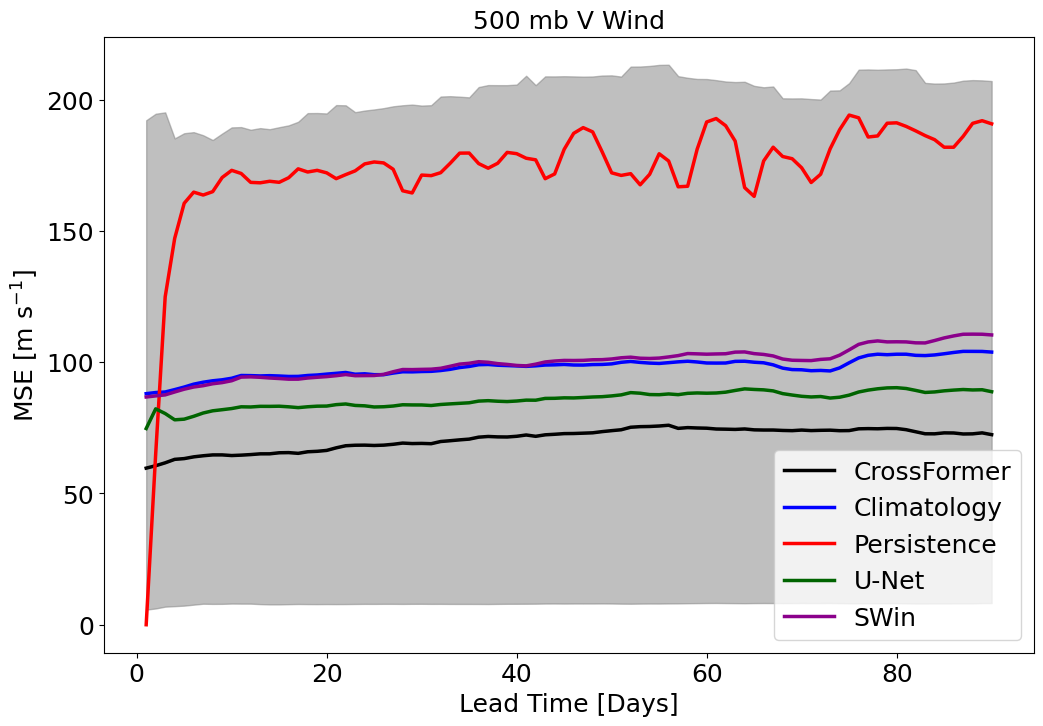 500 mb V Wind
MSE [m s⁻¹]
200
150
100
50
0
0 20 40 60 80
Lead Time [Days]
CrossFormer
Climatology
Persistence
U-Net
SWin